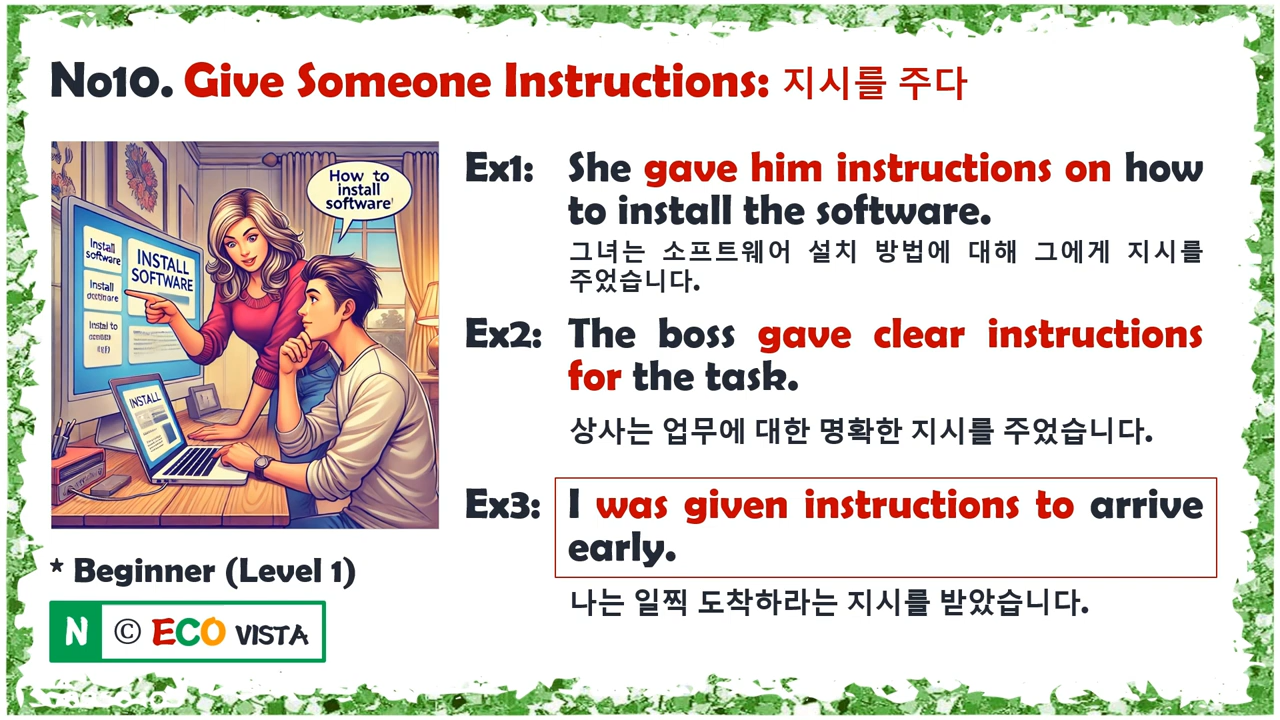 No10. Give Someone Instructions: 지시를 주다
How to
install
software'
Install
software
INSTALL
SOFTWARE
Install
INSTALL
Ex1: She gave him instructions on how
to install the software.
그녀는 소프트웨어 설치 방법에 대해 그에게 지시를
주었습니다.
Ex2: The boss gave clear instructions
for the task.
상사는 업무에 대한 명확한 지시를 주었습니다.
Ex3: I was given instructions to arrive
early.
나는 일찍 도착하라는 지시를 받았습니다.
* Beginner (Level 1)
N © ECO VISTA